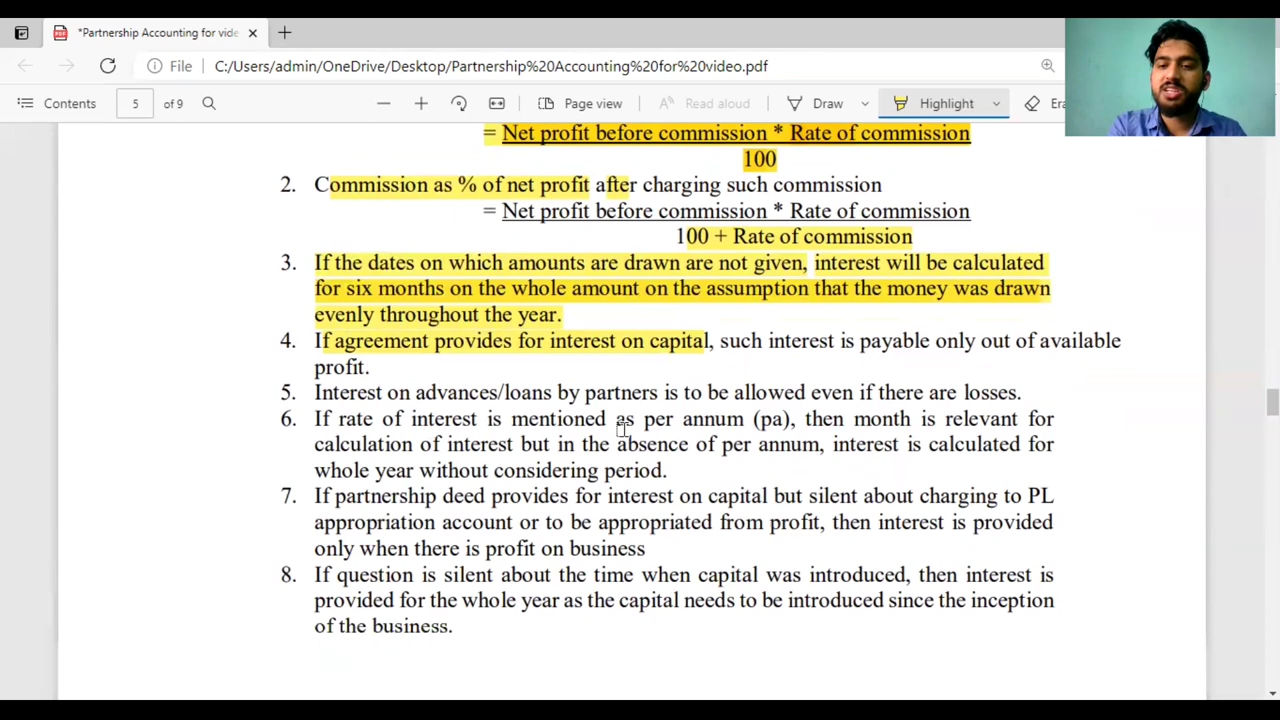 *Partnership Accounting for vide
File C:/Users/admin/OneDrive/Desktop/Partnership%20Accounting%20for%20video.pdf
Contents 5 of 9 Page view Read aloud Draw Highlight Era
= Net profit before commission * Rate of commission
100
2. Commission as % of net profit after charging such commission
= Net profit before commission * Rate of commission
100 + Rate of commission
3. If the dates on which amounts are drawn are not given, interest will be calculated
for six months on the whole amount on the assumption that the money was drawn
evenly throughout the year.
4. If agreement provides for interest on capital, such interest is payable only out of available
profit.
5. Interest on advances/loans by partners is to be allowed even if there are losses.
6. If rate of interest is mentioned as per annum (pa), then month is relevant for
calculation of interest but in the absence of per annum, interest is calculated for
whole year without considering period.
7. If partnership deed provides for interest on capital but silent about charging to PL
appropriation account or to be appropriated from profit, then interest is provided
only when there is profit on business
8. If question is silent about the time when capital was introduced, then interest is
provided for the whole year as the capital needs to be introduced since the inception
of the business.